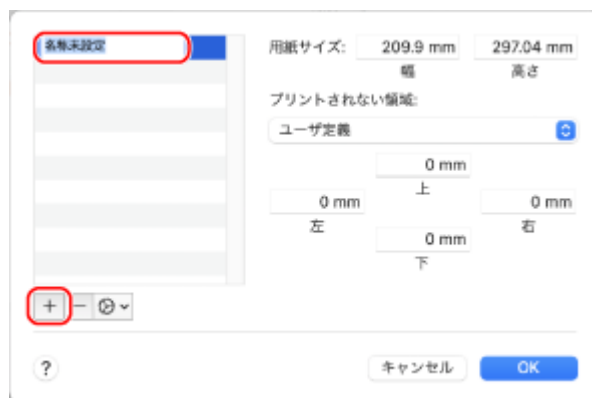 名称未設定
用紙サイズ: 209.9 mm 297.04 mm
幅 高さ
プリントされない領域:
ユーザ定義
0 mm
上
0 mm 0 mm
左 右
0 mm
下
+ −
? キャンセル OK